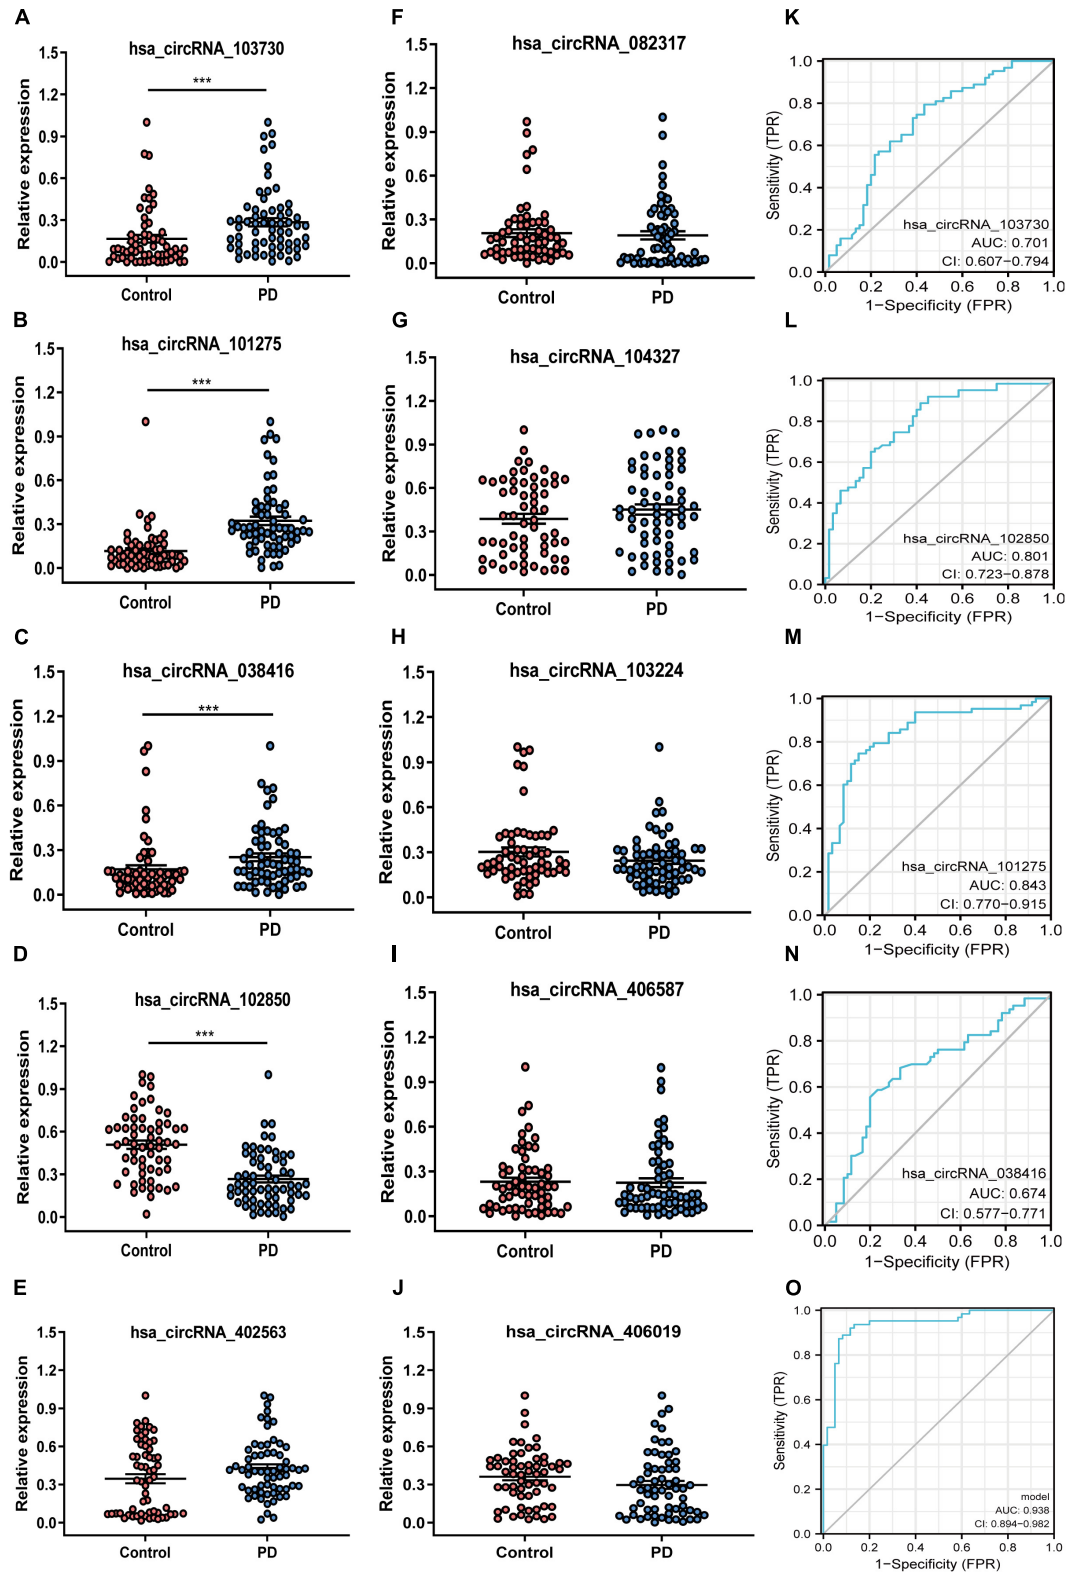 A
hsa_circRNA_103730
***
Relative expression
1.5
1.2
0.9
0.6
0.3
0.0
Control PD
B
hsa_circRNA_101275
***
Relative expression
1.5
1.2
0.9
0.6
0.3
0.0
Control PD
C
hsa_circRNA_038416
***
Relative expression
1.5
1.2
0.9
0.6
0.3
0.0
Control PD
D
hsa_circRNA_102850
***
Relative expression
1.5
1.2
0.9
0.6
0.3
0.0
Control PD
E
hsa_circRNA_402563
Relative expression
1.5
1.2
0.9
0.6
0.3
0.0
Control PD
F
hsa_circRNA_082317
Relative expression
1.5
1.2
0.9
0.6
0.3
0.0
Control PD
G
hsa_circRNA_104327
Relative expression
1.5
1.2
0.9
0.6
0.3
0.0
Control PD
H
hsa_circRNA_103224
Relative expression
1.5
1.2
0.9
0.6
0.3
0.0
Control PD
I
hsa_circRNA_406587
Relative expression
1.5
1.2
0.9
0.6
0.3
0.0
Control PD
J
hsa_circRNA_406019
Relative expression
1.5
1.2
0.9
0.6
0.3
0.0
Control PD
K
Sensitivity (TPR)
1.0
0.8
0.6
0.4
0.2
0.0
hsa_circRNA_103730
AUC: 0.701
CI: 0.607−0.794
0.0 0.2 0.4 0.6 0.8 1.0
1-Specificity (FPR)
L
Sensitivity (TPR)
1.0
0.8
0.6
0.4
0.2
0.0
hsa_circRNA_102850
AUC: 0.801
CI: 0.723−0.878
0.0 0.2 0.4 0.6 0.8 1.0
1-Specificity (FPR)
M
Sensitivity (TPR)
1.0
0.8
0.6
0.4
0.2
0.0
hsa_circRNA_101275
AUC: 0.843
CI: 0.770−0.915
0.0 0.2 0.4 0.6 0.8 1.0
1-Specificity (FPR)
N
Sensitivity (TPR)
1.0
0.8
0.6
0.4
0.2
0.0
hsa_circRNA_038416
AUC: 0.674
CI: 0.577−0.771
0.0 0.2 0.4 0.6 0.8 1.0
1-Specificity (FPR)
O
Sensitivity (TPR)
1.0
0.8
0.6
0.4
0.2
0.0
model
AUC: 0.938
CI: 0.894−0.982
0.0 0.2 0.4 0.6 0.8 1.0
1-Specificity (FPR)